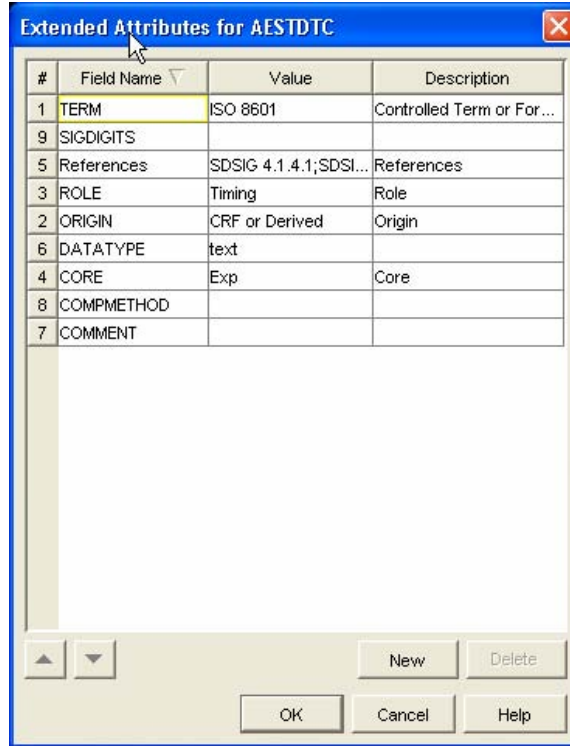 Extended Attributes for AESTDTC
# Field Name Value Description
1 TERM ISO 8601 Controlled Term or For...
9 SIGDIGITS
5 References SDSIG 4.1.4.1;SDSI... References
3 ROLE Timing Role
2 ORIGIN CRF or Derived Origin
6 DATATYPE text
4 CORE Exp Core
8 COMPMETHOD
7 COMMENT
New Delete
OK Cancel Help